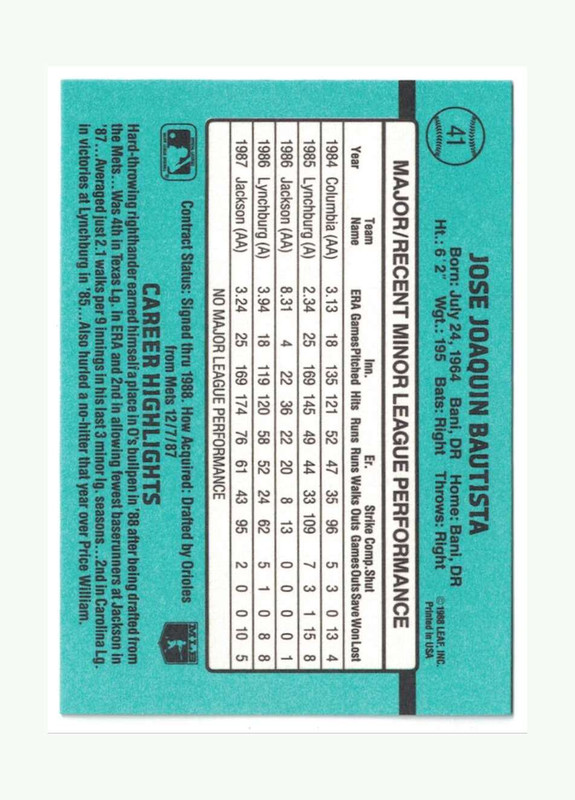 41
JOSE JOAQUIN BAUTISTA
Born: July 24, 1964 Bani, DR Home: Bani, DR
Ht.: 6'2" Wgt.: 195 Bats: Right Throws: Right
©1988 LEAF, INC.
Printed in USA
MAJOR/RECENT MINOR LEAGUE PERFORMANCE
Team Inn. Er. Strike Comp. Shut
Year Name ERA Games Pitched Hits Runs Runs Walks Outs Games Outs Save Won Lost
1984 Columbia (AA) 3.13 18 135 121 52 47 35 96 5 3 0 13 4
1985 Lynchburg (A) 2.34 25 169 145 49 44 33 109 7 3 1 15 8
1986 Jackson (AA) 8.31 4 22 36 22 20 8 13 0 0 0 0 1
1986 Lynchburg (A) 3.94 18 119 120 58 52 24 62 5 1 0 8 8
1987 Jackson (AA) 3.24 25 169 174 76 61 43 95 2 0 0 10 5
NO MAJOR LEAGUE PERFORMANCE
Contract Status: Signed thru 1988. How Acquired: Drafted by Orioles
from Mets 12/7/87
MLB
CAREER HIGHLIGHTS
Hard-throwing righthander earned himself a place in O's bullpen in '88 after being drafted from
the Mets...Was 4th in Texas Lg. in ERA and 2nd in allowing fewest baserunners at Jackson in
'87...Averaged just 2.1 walks per 9 innings in his last 3 minor lg. seasons...2nd in Carolina Lg.
in victories at Lynchburg in '85...Also hurled a no-hitter that year over Price William.